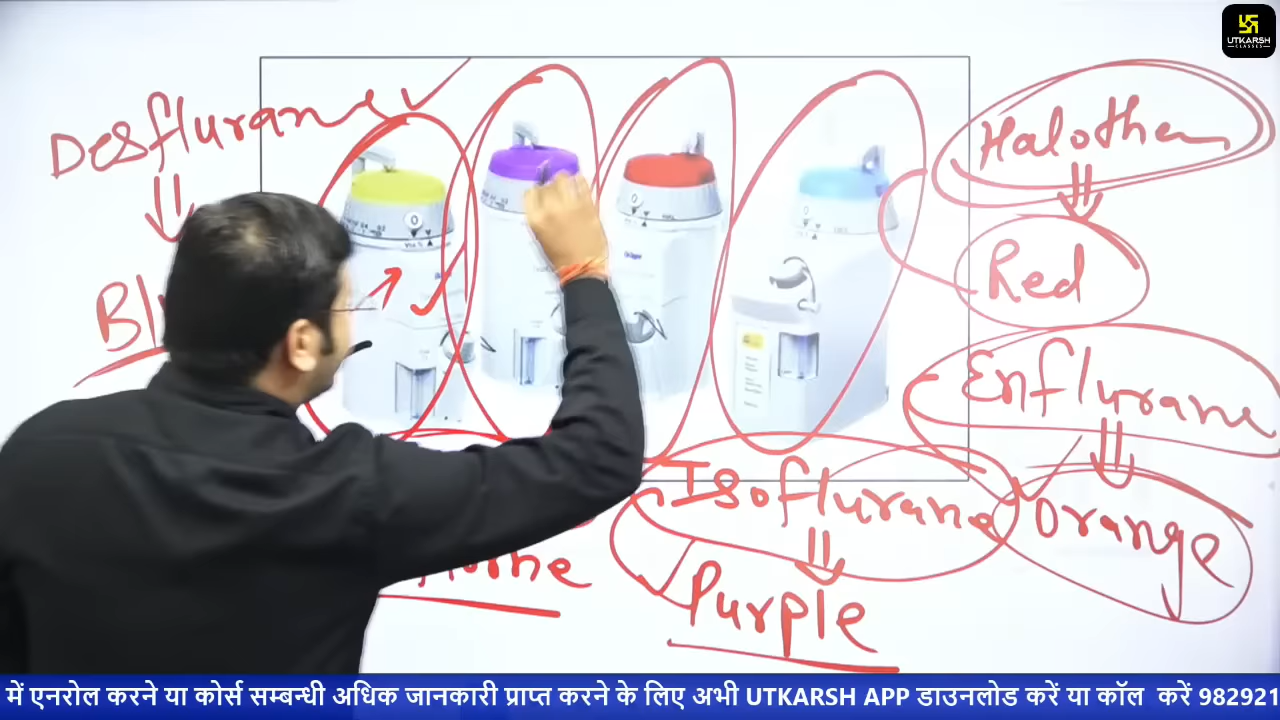 UTKARSH
CLASSES
Desflurane
Halothen
Red
Enflurane
Isoflurane
Orange
Purple
में एनरोल करने या कोर्स सम्बन्धी अधिक जानकारी प्राप्त करने के लिए अभी UTKARSH APP डाउनलोड करें या कॉल करें 982921